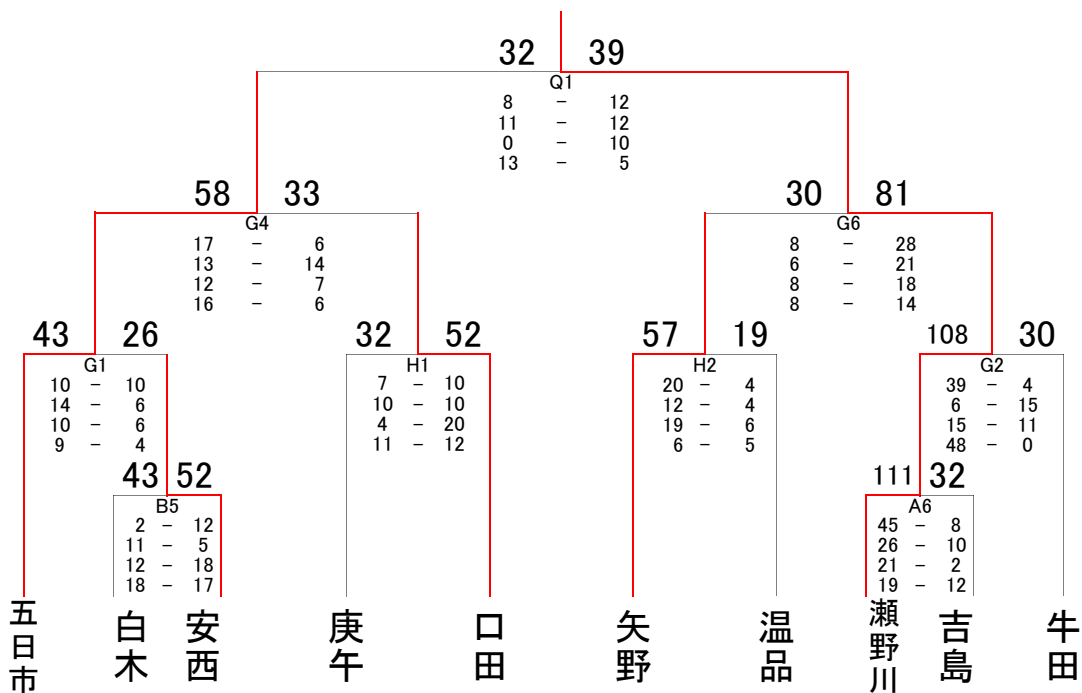 32 39
Q1
8 - 12
11 - 12
0 - 10
13 - 5
58 33
G4
17 - 6
13 - 14
12 - 7
16 - 6
30 81
G6
8 - 28
6 - 21
8 - 18
8 - 14
43 26
G1
10 - 10
14 - 6
10 - 6
9 - 4
32 52
H1
7 - 10
10 - 10
4 - 20
11 - 12
57 19
H2
20 - 4
12 - 4
19 - 6
6 - 5
108 30
G2
39 - 4
6 - 15
15 - 11
48 - 0
43 52
B5
2 - 12
11 - 5
12 - 18
18 - 17
111 32
A6
45 - 8
26 - 10
21 - 2
19 - 12
五日市
白木
安西
庚午
口田
矢野
温品
瀬野川
吉島
牛田